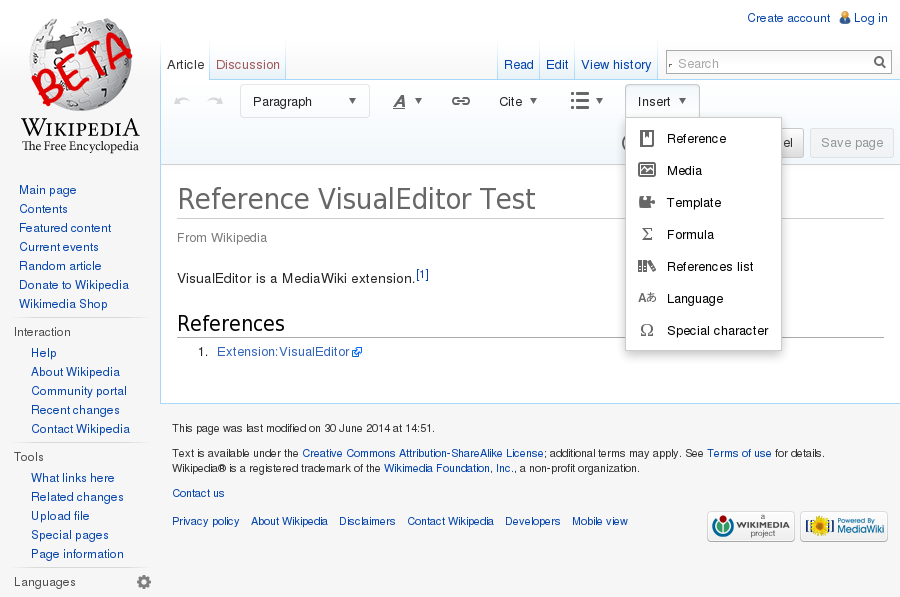 Create account Log in
BETA
WIKIPEDIA
The Free Encyclopedia
Article Discussion Read Edit View history Search
Paragraph A Cite Insert
Save page
Reference
Media
Template
Σ Formula
References list
Aあ Language
Ω Special character
Main page
Contents
Featured content
Current events
Random article
Donate to Wikipedia
Wikimedia Shop
Interaction
Help
About Wikipedia
Community portal
Recent changes
Contact Wikipedia
Tools
What links here
Related changes
Upload file
Special pages
Page information
Languages
Reference VisualEditor Test
From Wikipedia
VisualEditor is a MediaWiki extension.[1]
References
1. Extension:VisualEditor
This page was last modified on 30 June 2014 at 14:51.
Text is available under the Creative Commons Attribution-ShareAlike License; additional terms may apply. See Terms of use for details.
Wikipedia® is a registered trademark of the Wikimedia Foundation, Inc., a non-profit organization.
Contact us
Privacy policy About Wikipedia Disclaimers Contact Wikipedia Developers Mobile view
a
WIKIMEDIA
project
Powered By
MediaWiki